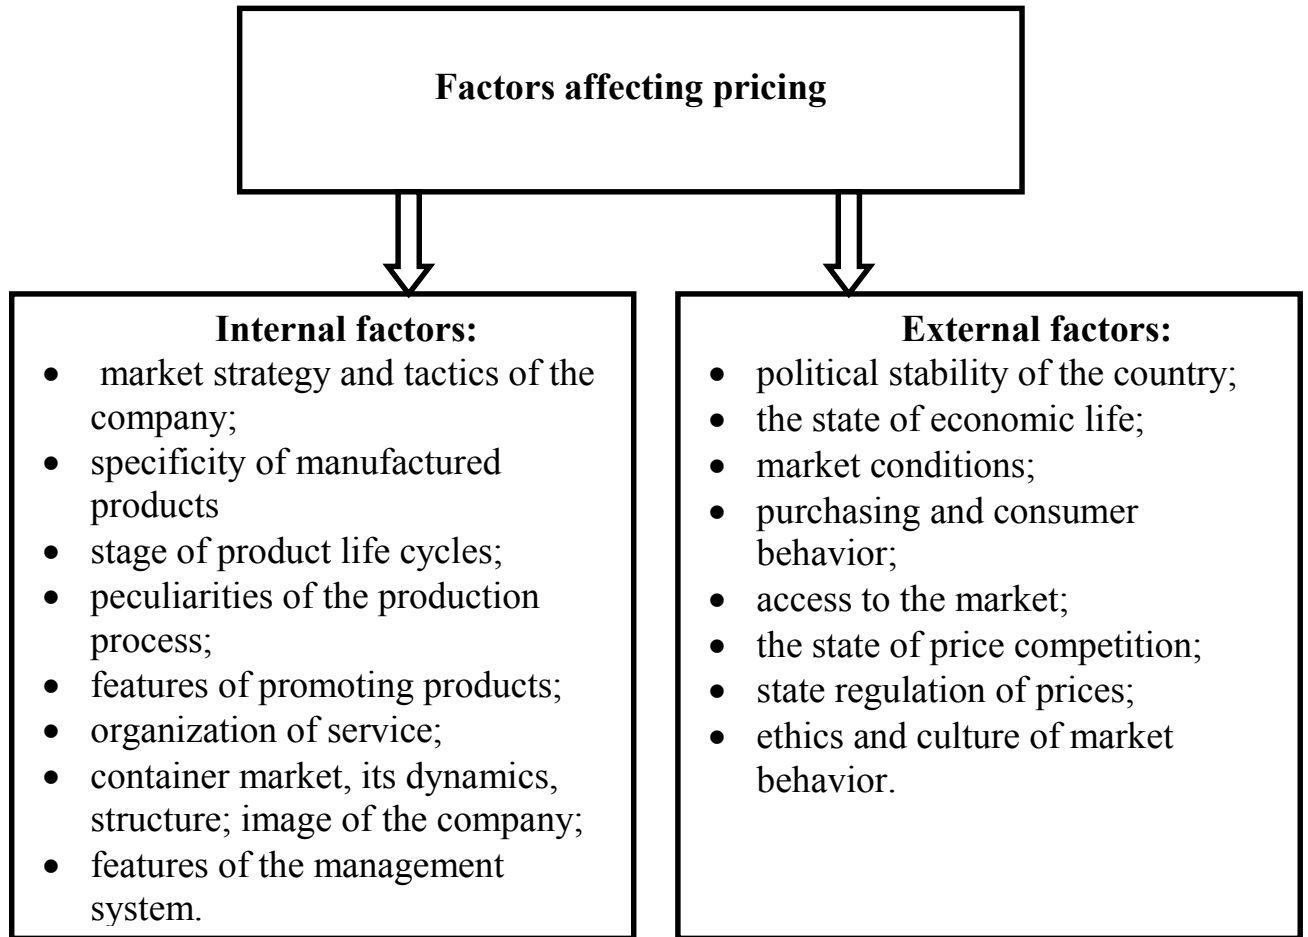 Factors affecting pricing
Internal factors:
• market strategy and tactics of the
company;
• specificity of manufactured
products
• stage of product life cycles;
• peculiarities of the production
process;
• features of promoting products;
• organization of service;
• container market, its dynamics,
structure; image of the company;
• features of the management
system.
External factors:
• political stability of the country;
• the state of economic life;
• market conditions;
• purchasing and consumer
behavior;
• access to the market;
• the state of price competition;
• state regulation of prices;
• ethics and culture of market
behavior.